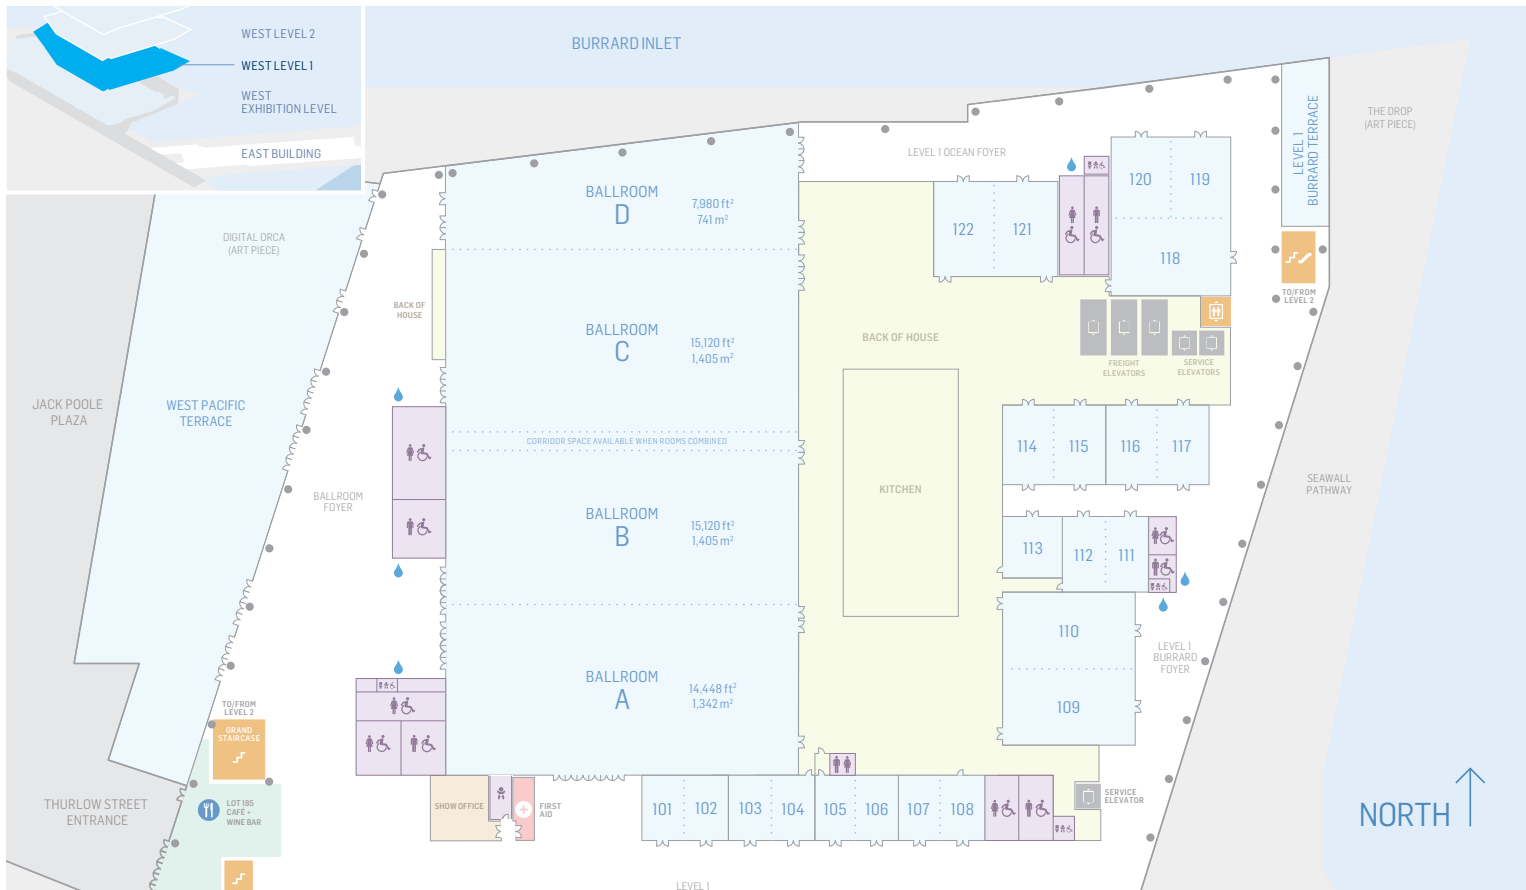 WEST LEVEL 2
WEST LEVEL 1
WEST
EXHIBITION LEVEL
EAST BUILDING
BURRARD INLET
THE DROP
(ART PIECE)
LEVEL 1
BURRARD TERRACE
LEVEL 1 OCEAN FOYER
BALLROOM
D
7,980 ft²
741 m²
120
119
118
122
121
DIGITAL ORCA
(ART PIECE)
TO/FROM
LEVEL 2
BACK OF
HOUSE
BALLROOM
C
15,120 ft²
1,405 m²
BACK OF HOUSE
FREIGHT
ELEVATORS
SERVICE
ELEVATORS
JACK POOLE
PLAZA
WEST PACIFIC
TERRACE
CORRIDOR SPACE AVAILABLE WHEN ROOMS COMBINED
114
115
116
117
BALLROOM
FOYER
KITCHEN
SEAWALL
PATHWAY
BALLROOM
B
15,120 ft²
1,405 m²
113
112
111
110
109
LEVEL 1
BURRARD
FOYER
BALLROOM
A
14,448 ft²
1,342 m²
TO/FROM
LEVEL 2
GRAND
STAIRCASE
THURLOW STREET
ENTRANCE
LOT 185
CAFÉ +
WINE BAR
SHOW OFFICE
FIRST
AID
101
102
103
104
105
106
107
108
SERVICE
ELEVATOR
NORTH
LEVEL 1